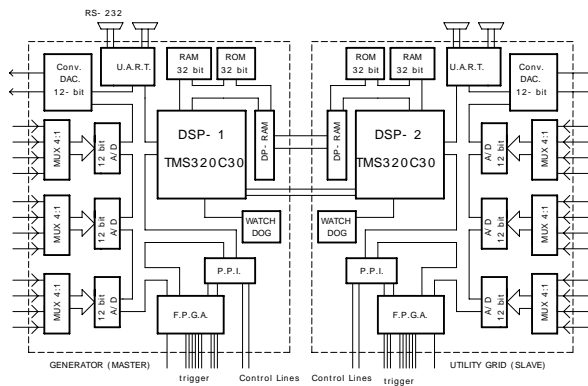 RS- 232
Conv.
DAC.
12- bit
U.A.R.T.
RAM
32 bit
ROM
32 bit
MUX 4:1
12 bit
A/D
DSP- 1
TMS320C30
DP- RAM
MUX 4:1
12 bit
A/D
WATCH
DOG
P.P.I.
MUX 4:1
12 bit
A/D
F.P.G.A.
GENERATOR (MASTER)
trigger
Control Lines
ROM
32 bit
RAM
32 bit
U.A.R.T.
Conv.
DAC.
12-bit
DP- RAM
DSP- 2
TMS320C30
12 bit
A/D
MUX 4:1
WATCH
DOG
12 bit
A/D
MUX 4:1
P.P.I.
F.P.G.A.
12 bit
A/D
MUX 4:1
Control Lines
trigger
UTILITY GRID (SLAVE)